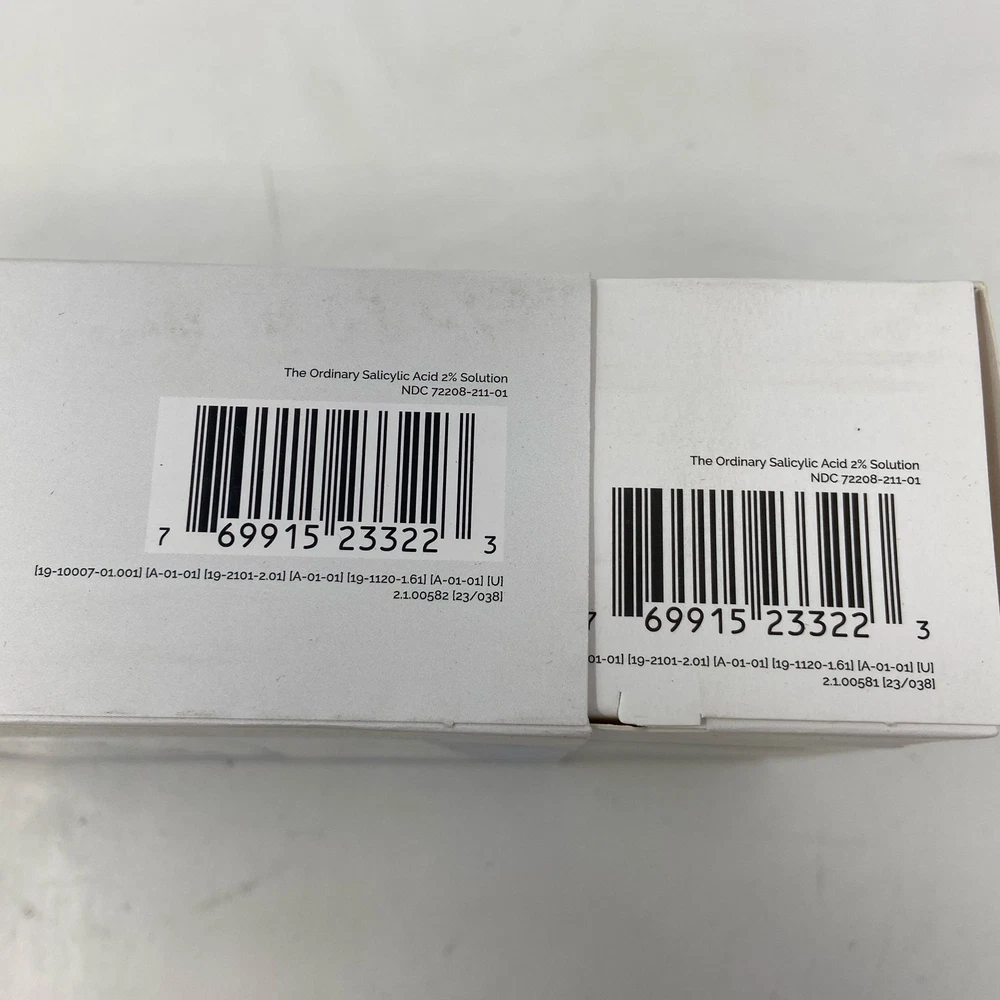 The Ordinary Salicylic Acid 2% Solution
NDC 72208-211-01
7 69915 23322 3
[19-10007-01.001] [A-01-01] [19-2101-2.01] [A-01-01] [19-1120-1.61] [A-01-01] [U]
2.1.00582 [23/038]
The Ordinary Salicylic Acid 2% Solution
NDC 72208-211-01
7 69915 23322 3
01-01] [19-2101-2.01] [A-01-01] [19-1120-1.61] [A-01-01] [U]
2.1.00581 [23/038]